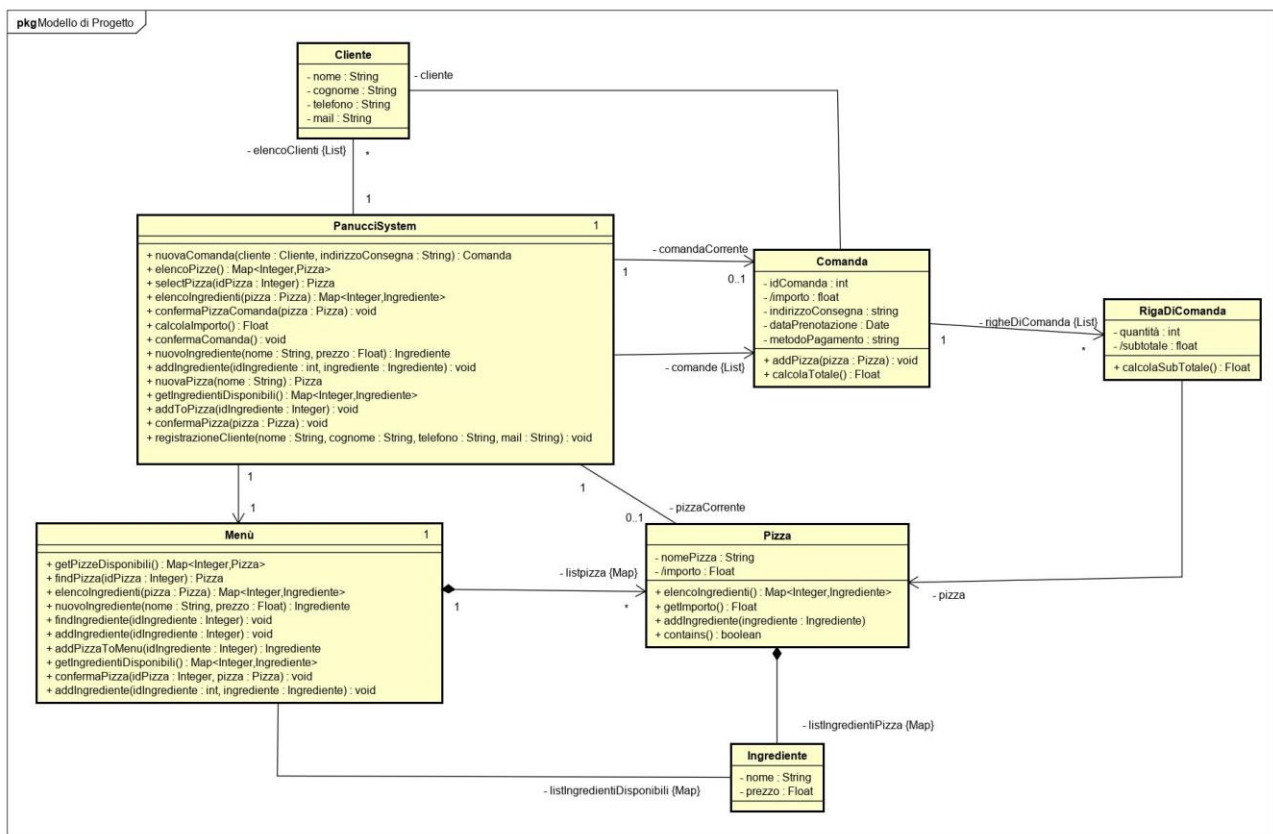 pkg Modello di Progetto
Cliente
- nome : String
- cognome : String
- telefono : String
- mail : String
- cliente
- elencoClienti {List}
*
1
PanucciSystem
1
+ nuovaComanda(cliente : Cliente, indirizzoConsegna : String) : Comanda
+ elencoPizze() : Map<Integer,Pizza>
+ selectPizza(idPizza : Integer) : Pizza
+ elencoIngredienti(pizza : Pizza) : Map<Integer,Ingrediente>
+ confermaPizzaComanda(pizza : Pizza) : void
+ calcolaImporto() : Float
+ confermaComanda() : void
+ nuovoIngrediente(nome : String, prezzo : Float) : Ingrediente
+ addIngrediente(idIngrediente : int, ingrediente : Ingrediente) : void
+ nuovaPizza(nome : String) : Pizza
+ getIngredientiDisponibili() : Map<Integer,Ingrediente>
+ addToPizza(idIngrediente : Integer) : void
+ confermaPizza(pizza : Pizza) : void
+ registrazioneCliente(nome : String, cognome : String, telefono : String, mail : String) : void
- comandaCorrente
1
0..1
- comande {List}
Comanda
- idComanda : int
- /importo : float
- indirizzoConsegna : string
- dataPrenotazione : Date
- metodoPagamento : string
+ addPizza(pizza : Pizza) : void
+ calcolaTotale() : Float
- righeDiComanda {List}
1
*
RigaDiComanda
- quantità : int
- /subtotale : float
+ calcolaSubTotale() : Float
1
1
1
- pizzaCorrente
0..1
Menù
1
+ getPizzeDisponibili() : Map<Integer,Pizza>
+ findPizza(idPizza : Integer) : Pizza
+ elencoIngredienti(pizza : Pizza) : Map<Integer,Ingrediente>
+ nuovoIngrediente(nome : String, prezzo : Float) : Ingrediente
+ findIngrediente(idIngrediente : Integer) : void
+ addIngrediente(idIngrediente : Integer) : void
+ addPizzaToMenu(idIngrediente : Integer) : Ingrediente
+ getIngredientiDisponibili() : Map<Integer,Ingrediente>
+ confermaPizza(idPizza : Integer, pizza : Pizza) : void
+ addIngrediente(idIngrediente : int, ingrediente : Ingrediente) : void
- listpizza {Map}
1
*
Pizza
- nomePizza : String
- /importo : Float
+ elencoIngredienti() : Map<Integer,Ingrediente>
+ getImporto() : Float
+ addIngrediente(ingrediente : Ingrediente)
+ contains() : boolean
- pizza
- listIngredientiPizza {Map}
Ingrediente
- nome : String
- prezzo : Float
- listIngredientiDisponibili {Map}